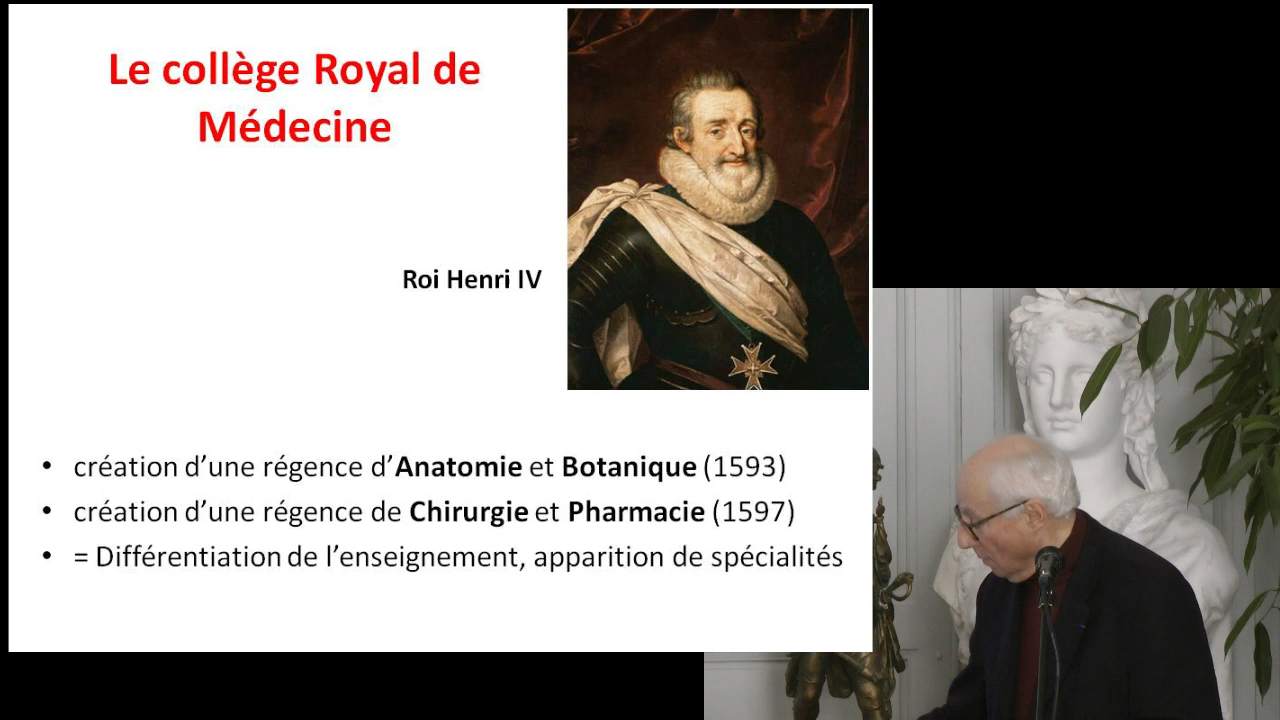 Le collège Royal de
Médecine
Roi Henri IV
• création d’une régence d’Anatomie et Botanique (1593)
• création d’une régence de Chirurgie et Pharmacie (1597)
• = Différentiation de l’enseignement, apparition de spécialités